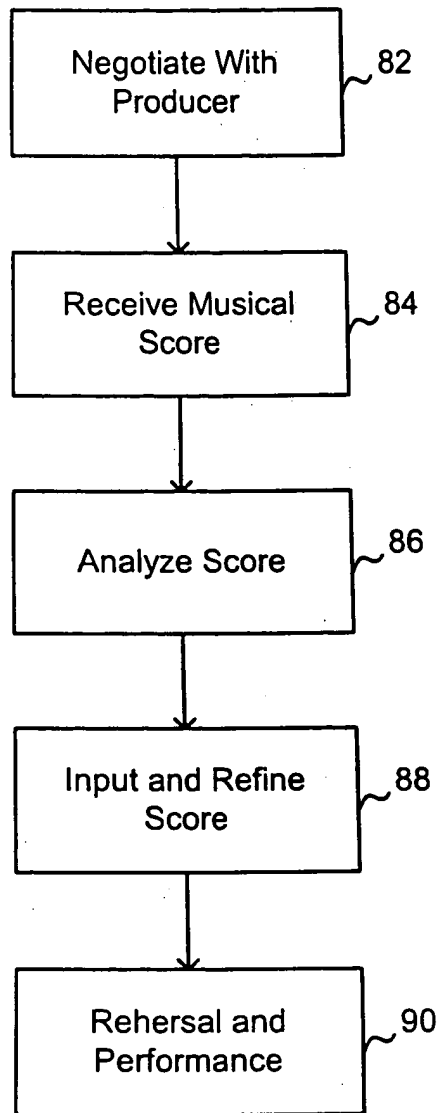 Negotiate With
Producer
82
Receive Musical
Score
84
Analyze Score
86
Input and Refine
Score
88
Rehersal and
Performance
90